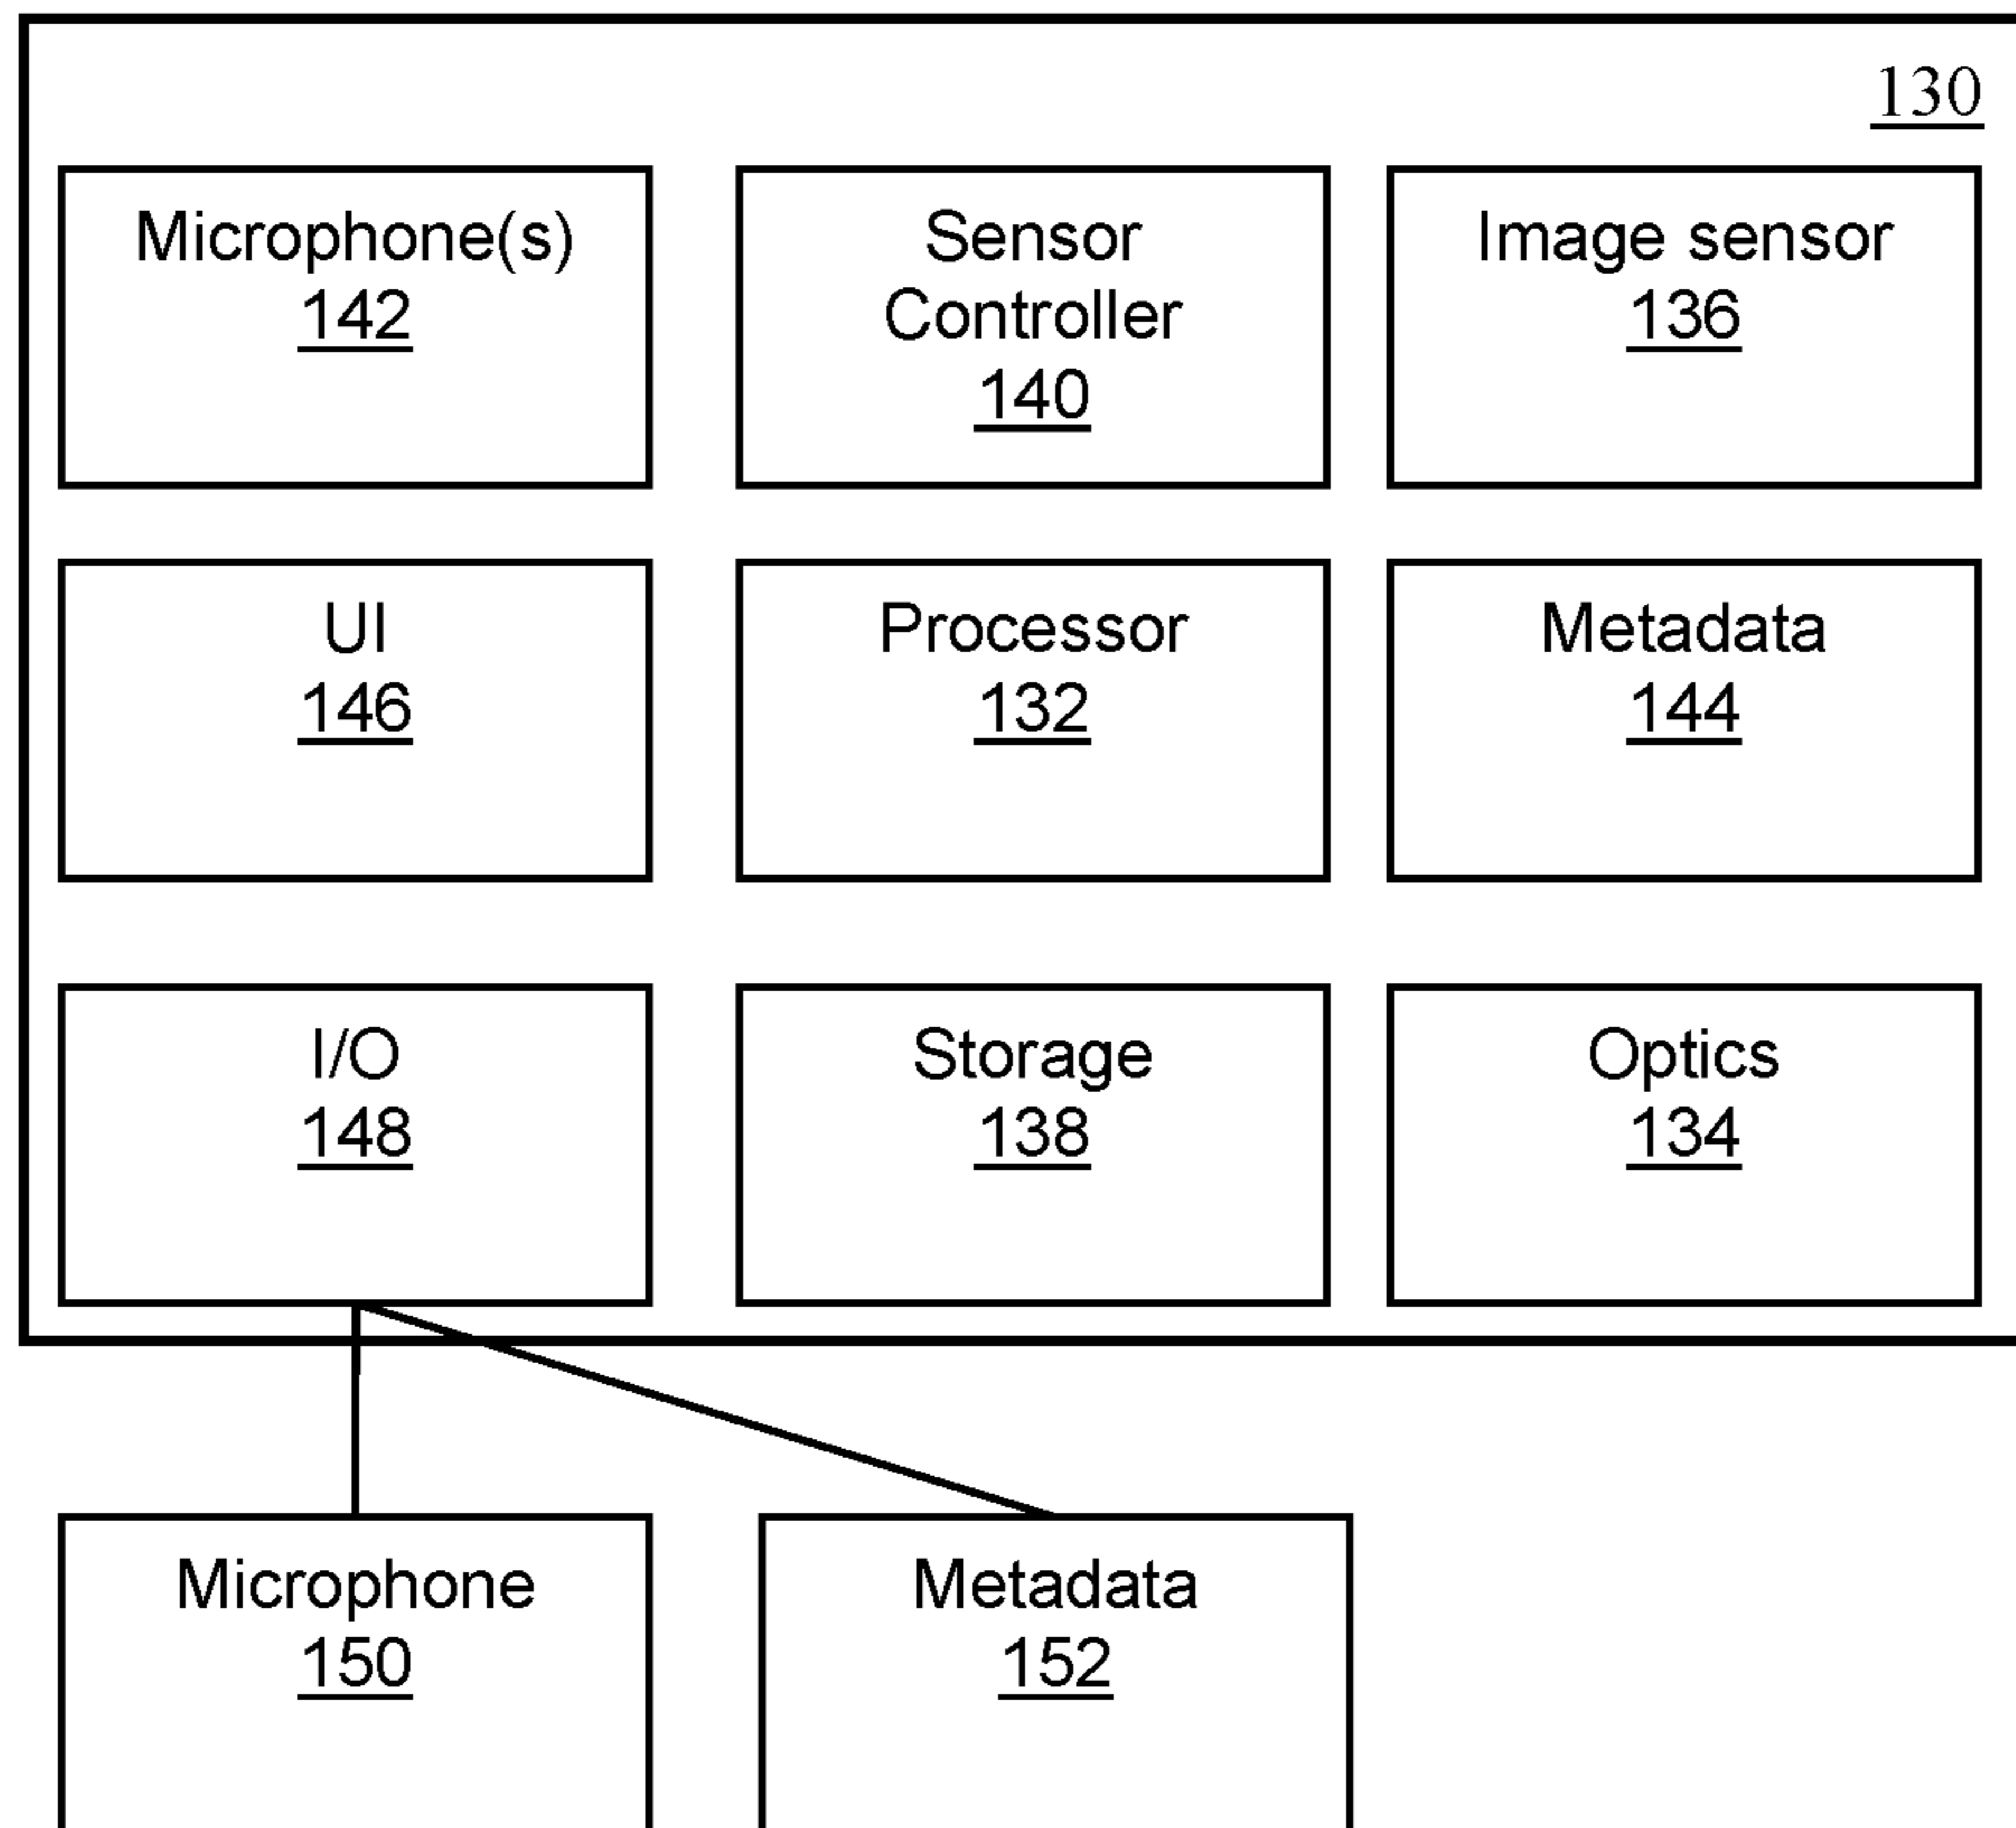 130
Microphone(s)
142
Sensor
Controller
140
Image sensor
136
UI
146
Processor
132
Metadata
144
I/O
148
Storage
138
Optics
134
Microphone
150
Metadata
152